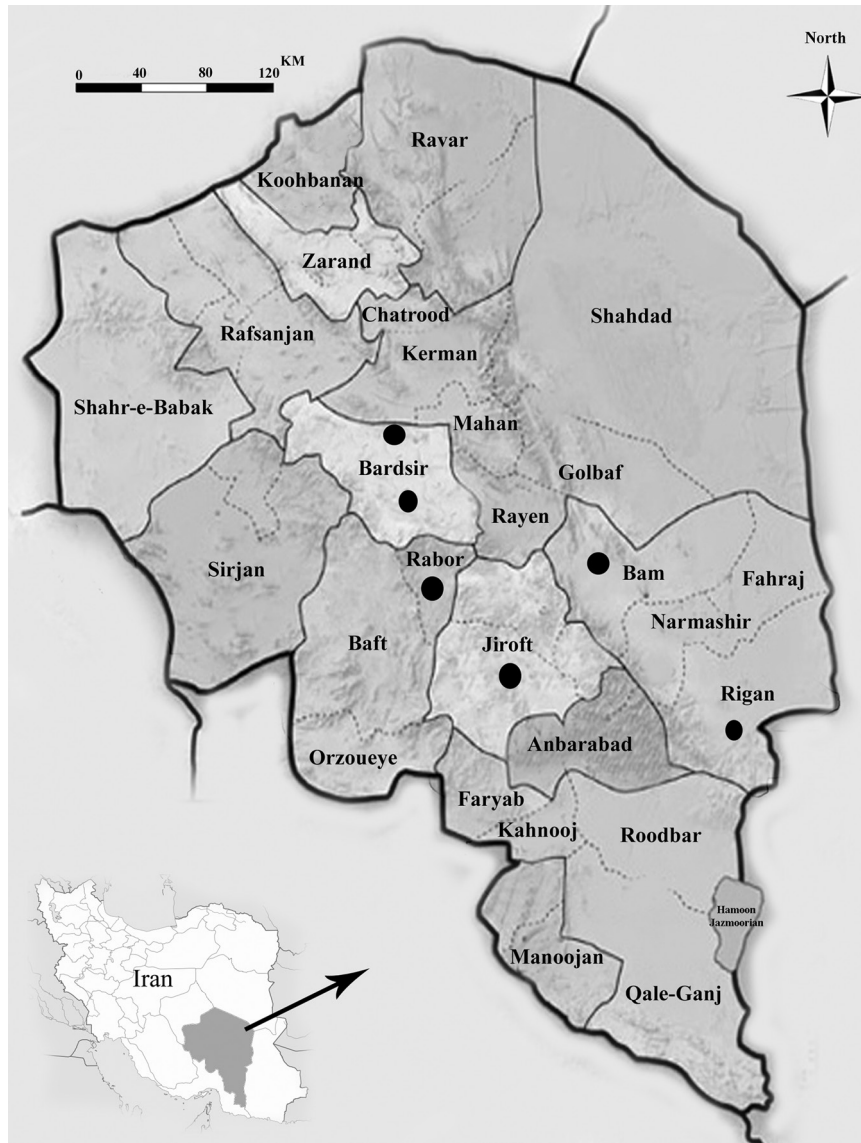 North
KM
0 40 80 120
Ravar
Koohbanan
Zarand
Chatrood
Shahdad
Rafsanjan
Kerman
Shahr-e-Babak
Mahan
Bardsir
Golbaf
Rayen
Rabor
Sirjan
Bam
Fahraj
Narmashir
Baft
Jiroft
Rigan
Anbarabad
Orzoueye
Faryab
Kahnooj
Roodbar
Hamoon
Jazmoorian
Manoojan
Qale-Ganj
Iran